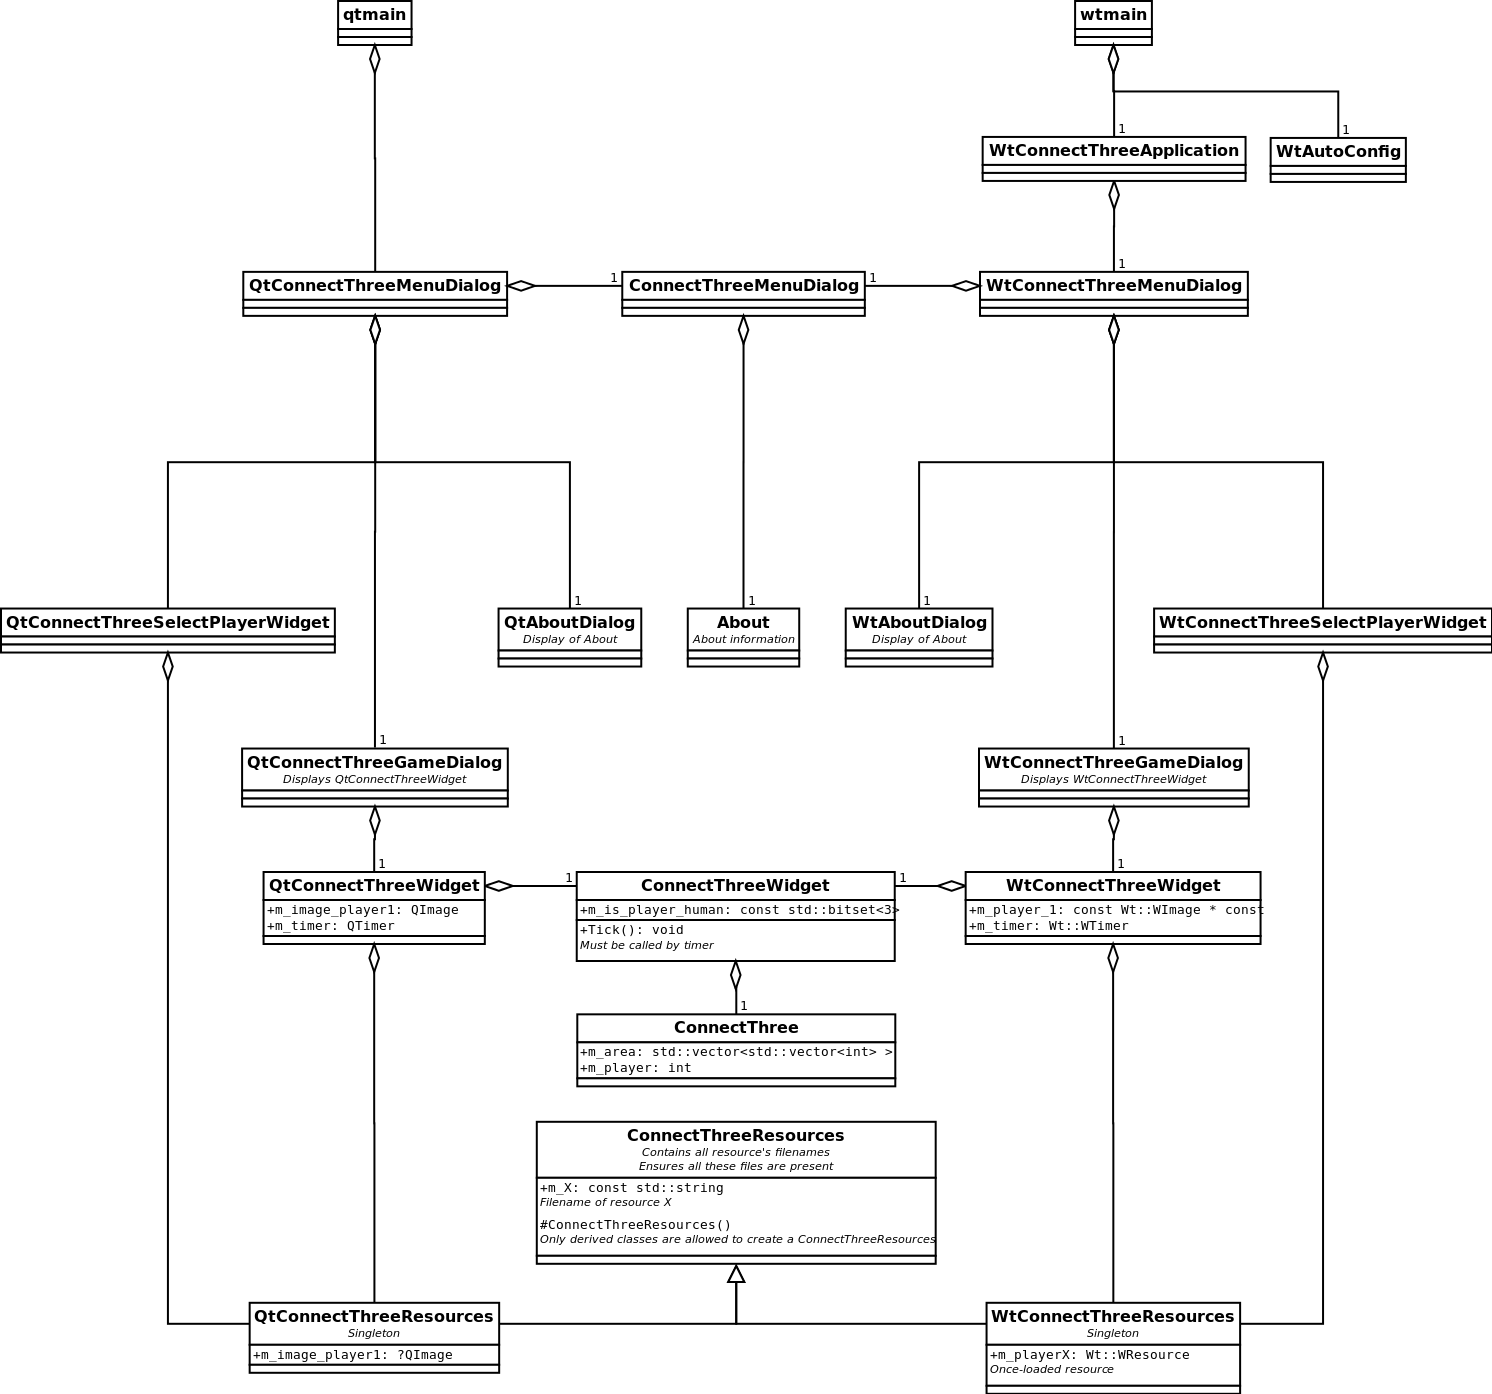 qtmain
wtmain
1
1
WtConnectThreeApplication
WtAutoConfig
1
QtConnectThreeMenuDialog
1
ConnectThreeMenuDialog
1
WtConnectThreeMenuDialog
1
1
1
QtConnectThreeSelectPlayerWidget
QtAboutDialog
Display of About
About
About information
WtAboutDialog
Display of About
WtConnectThreeSelectPlayerWidget
1
1
QtConnectThreeGameDialog
Displays QtConnectThreeWidget
WtConnectThreeGameDialog
Displays WtConnectThreeWidget
1
1
QtConnectThreeWidget
+m_image_player1: QImage
+m_timer: QTimer
1
ConnectThreeWidget
+m_is_player_human: const std::bitset<3>
+Tick(): void
Must be called by timer
1
WtConnectThreeWidget
+m_player_1: const Wt::WImage * const
+m_timer: Wt::WTimer
1
ConnectThree
+m_area: std::vector<std::vector<int> >
+m_player: int
ConnectThreeResources
Contains all resource's filenames
Ensures all these files are present
+m_X: const std::string
Filename of resource X
#ConnectThreeResources()
Only derived classes are allowed to create a ConnectThreeResources
QtConnectThreeResources
Singleton
+m_image_player1: ?QImage
WtConnectThreeResources
Singleton
+m_playerX: Wt::WResource
Once-loaded resource